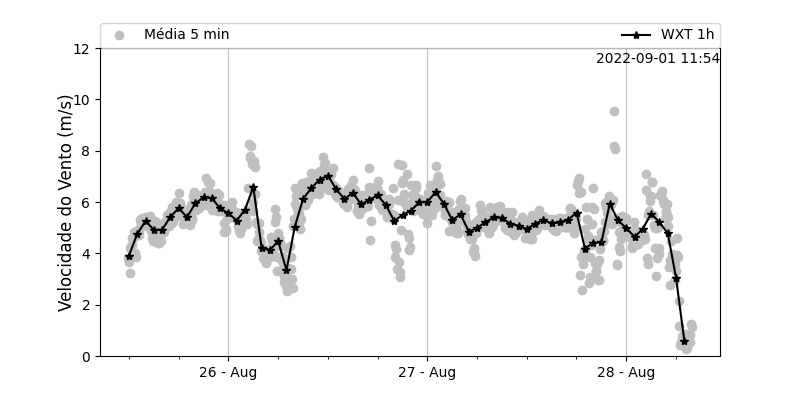 Média 5 min
WXT 1h
2022-09-01 11:54
Velocidade do Vento (m/s)
12
10
8
6
4
2
0
26 - Aug
27 - Aug
28 - Aug